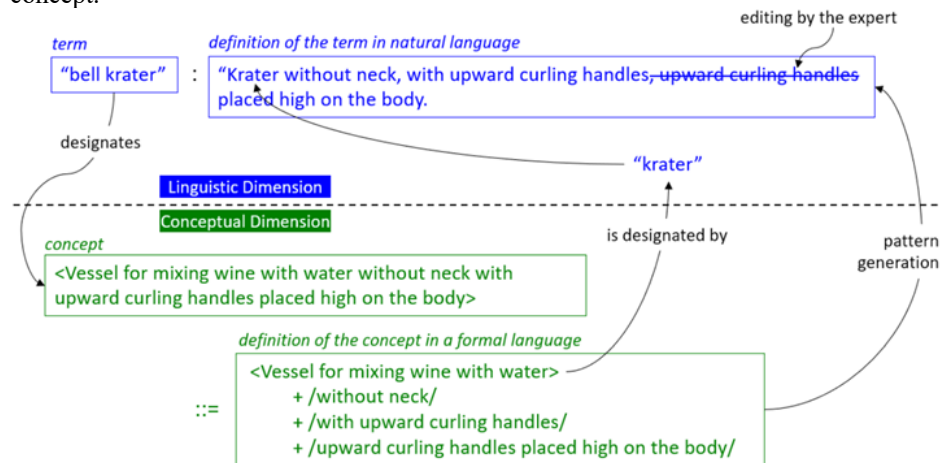 concept.
editing by the expert
term
definition of the term in natural language
“bell krater”
:
“Krater without neck, with upward curling handles, upward curling handles
placed high on the body.
designates
“krater”
Linguistic Dimension
Conceptual Dimension
is designated by
pattern
generation
concept
<Vessel for mixing wine with water without neck with
upward curling handles placed high on the body>
definition of the concept in a formal language
::=
<Vessel for mixing wine with water>
+ /without neck/
+ /with upward curling handles/
+ /upward curling handles placed high on the body/